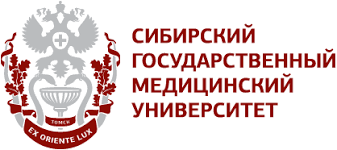 СИБИРСКИЙ
ГОСУДАРСТВЕННЫЙ
МЕДИЦИНСКИЙ
УНИВЕРСИТЕТ
ТОМСК
EX ORIENTE LUX